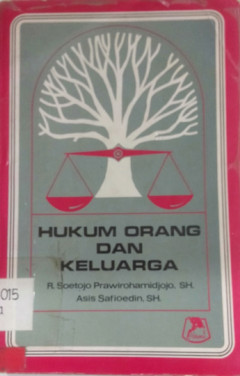 HUKUM ORANG
DAN
KELUARGA
R. Soetojo Prawirohamidjojo, SH.
Asis Safioedin, SH.
015